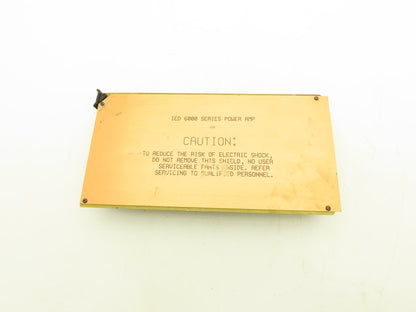 IED 6000 SERIES POWER AMP
CAUTION:
TO REDUCE THE RISK OF ELECTRIC SHOCK,
DO NOT REMOVE THIS SHIELD, NO USER
SERVICEABLE PARTS INSIDE. REFER
SERVICING TO QUALIFIED PERSONNEL.